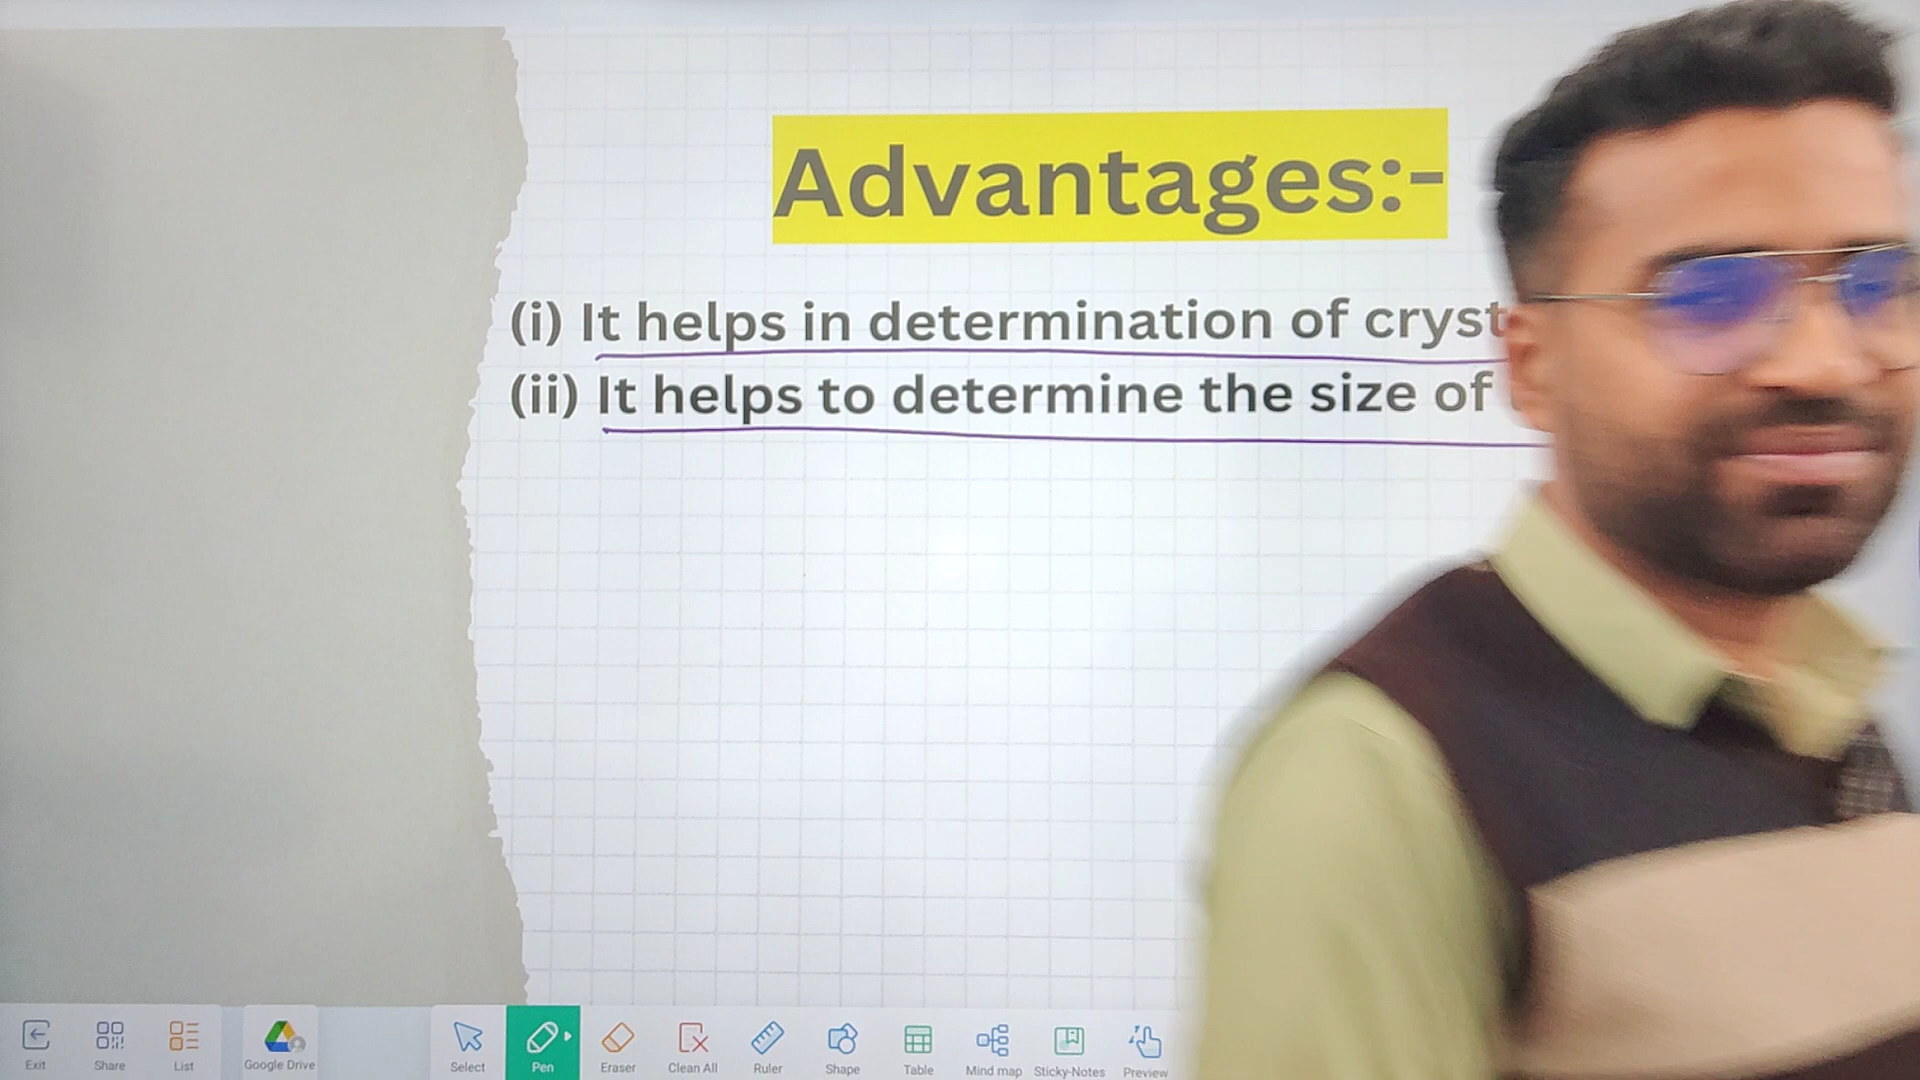 Advantages:-
(i) It helps in determination of cryst
(ii) It helps to determine the size of
Exit
Share
List
Google Drive
Select
Pen
Eraser
Clean All
Ruler
Shape
Table
Mind map
Sticky-Notes
Preview